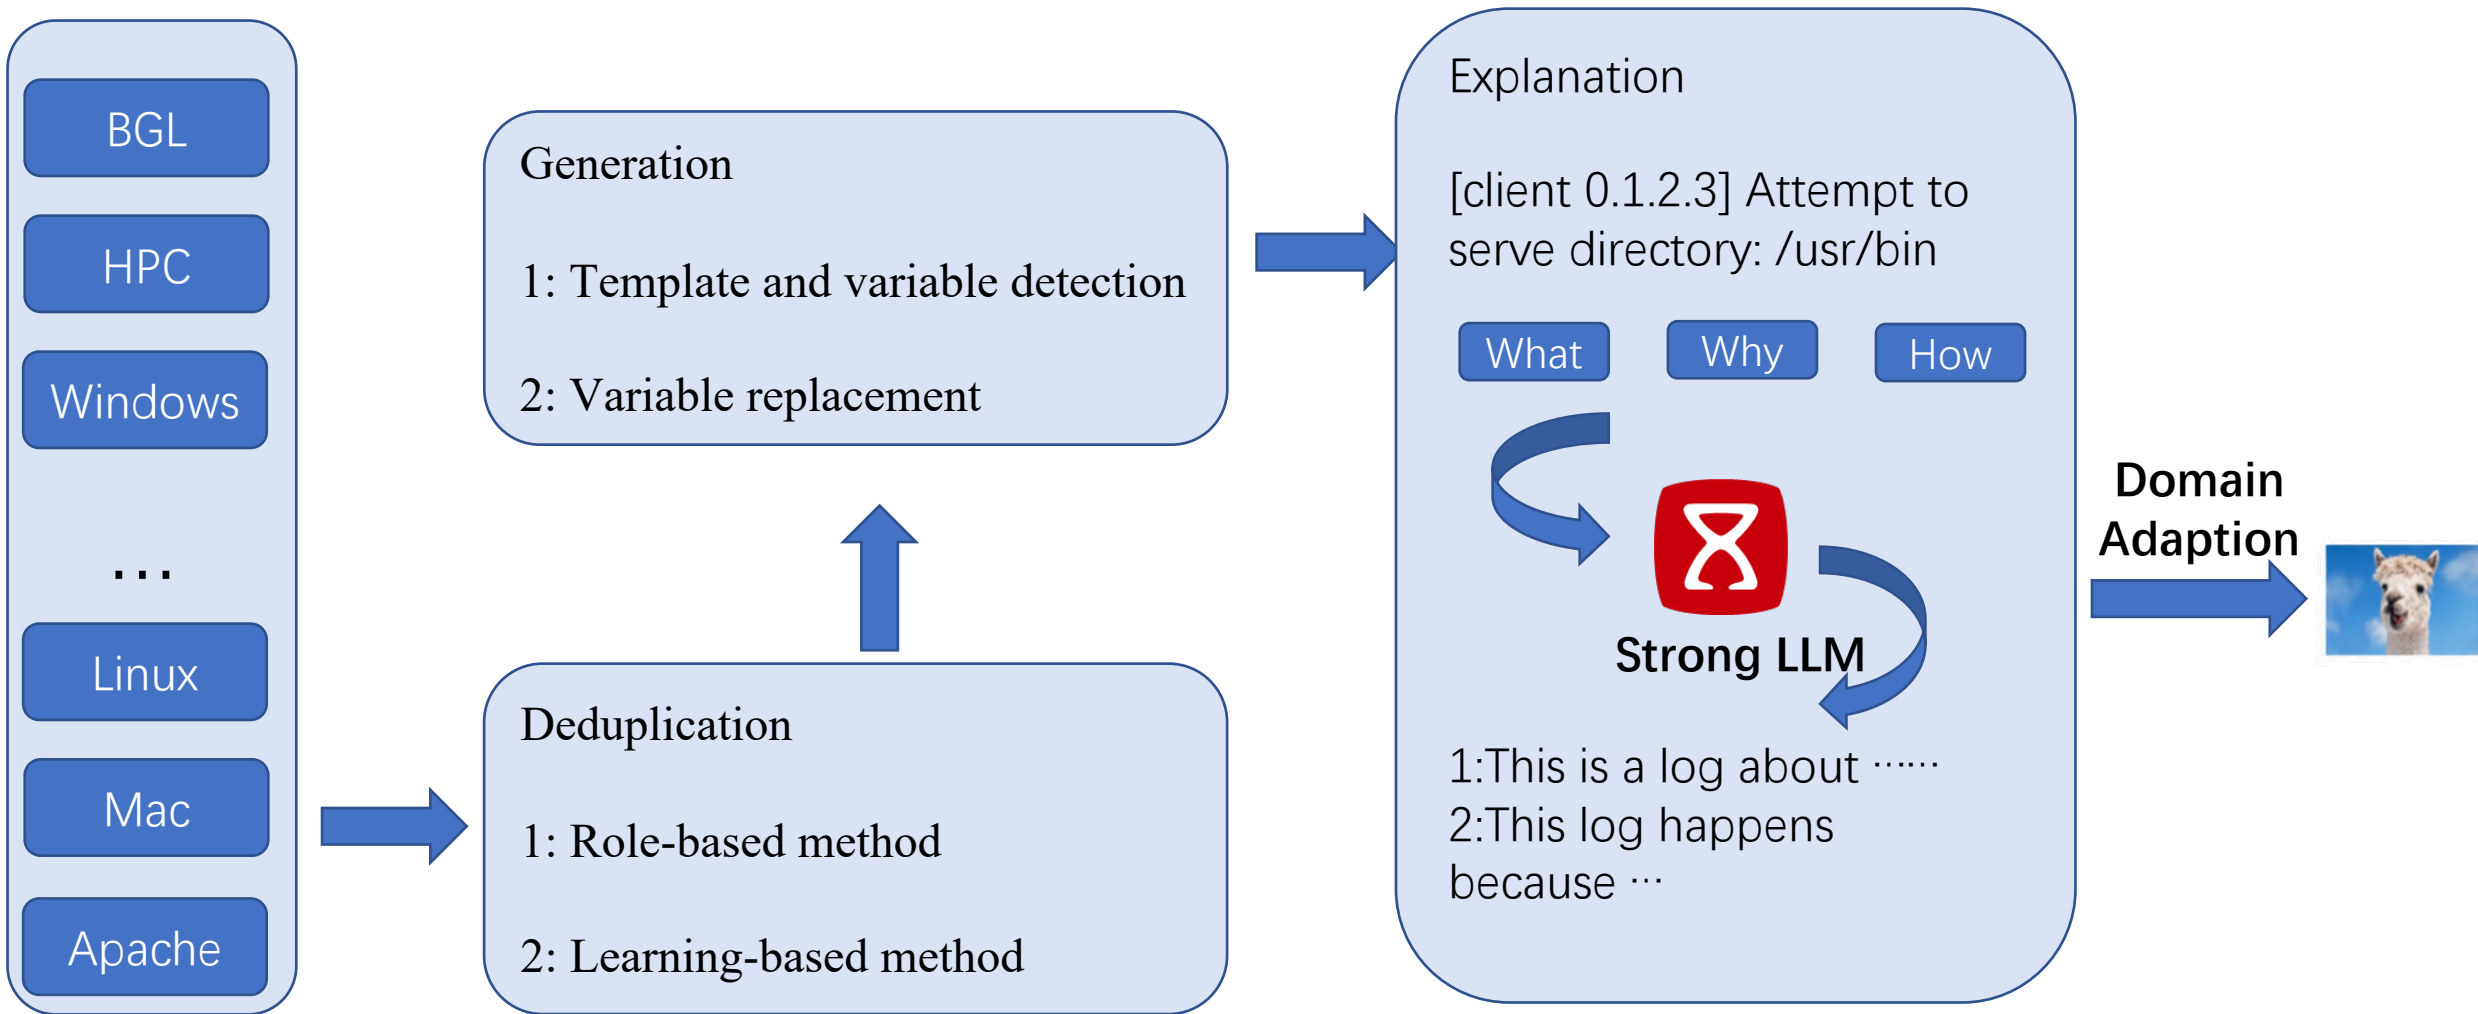 BGL
HPC
Windows
...
Linux
Mac
Apache
Generation
1: Template and variable detection
2: Variable replacement
Deduplication
1: Role-based method
2: Learning-based method
Explanation
[client 0.1.2.3] Attempt to
serve directory: /usr/bin
What
Why
How
Strong LLM
1:This is a log about ······
2:This log happens
because ···
Domain
Adaption